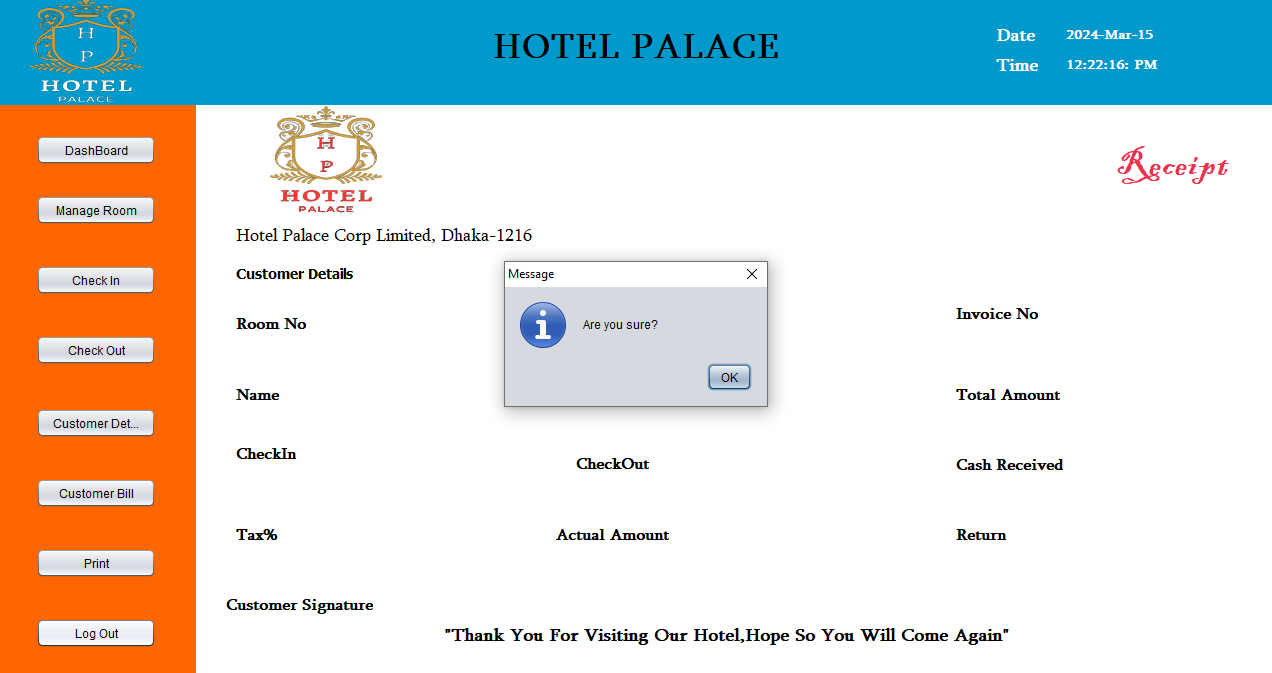 H
P
HOTEL
PALACE
HOTEL PALACE
Date 2024-Mar-15
Time 12:22:16: PM
DashBoard
Manage Room
Check In
Check Out
Customer Det...
Customer Bill
Print
Log Out
H
P
HOTEL
PALACE
Receipt
Hotel Palace Corp Limited, Dhaka-1216
Customer Details
Room No
Invoice No
Name
Total Amount
CheckIn
CheckOut
Cash Received
Tax%
Actual Amount
Return
Customer Signature
"Thank You For Visiting Our Hotel,Hope So You Will Come Again"
Message
Are you sure?
OK